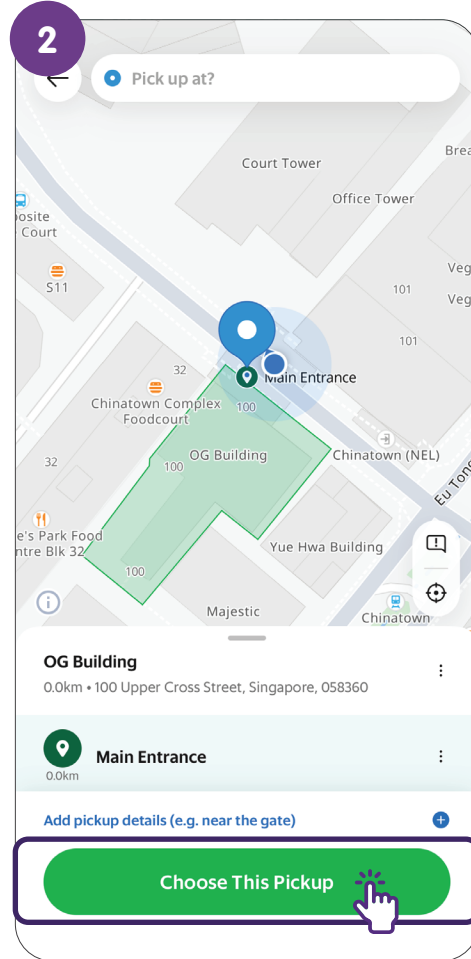 2
Pick up at?
Court Tower
Brea
Office Tower
posite
Court
S11
Veg
101
Veg
101
32
Main Entrance
Chinatown Complex
Foodcourt
100
OG Building
Chinatown (NEL)
32
100
Eu Tong
e's Park Food
ntre Blk 32
Yue Hwa Building
100
Majestic
Chinatown
OG Building
0.0km • 100 Upper Cross Street, Singapore, 058360
Main Entrance
0.0km
Add pickup details (e.g. near the gate)
Choose This Pickup